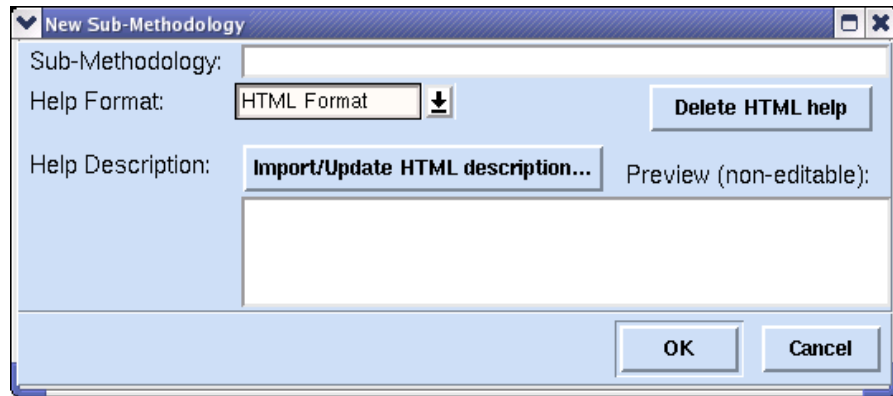 New Sub-Methodology
Sub-Methodology:
Help Format: HTML Format Delete HTML help
Help Description: Import/Update HTML description... Preview (non-editable):
OK Cancel